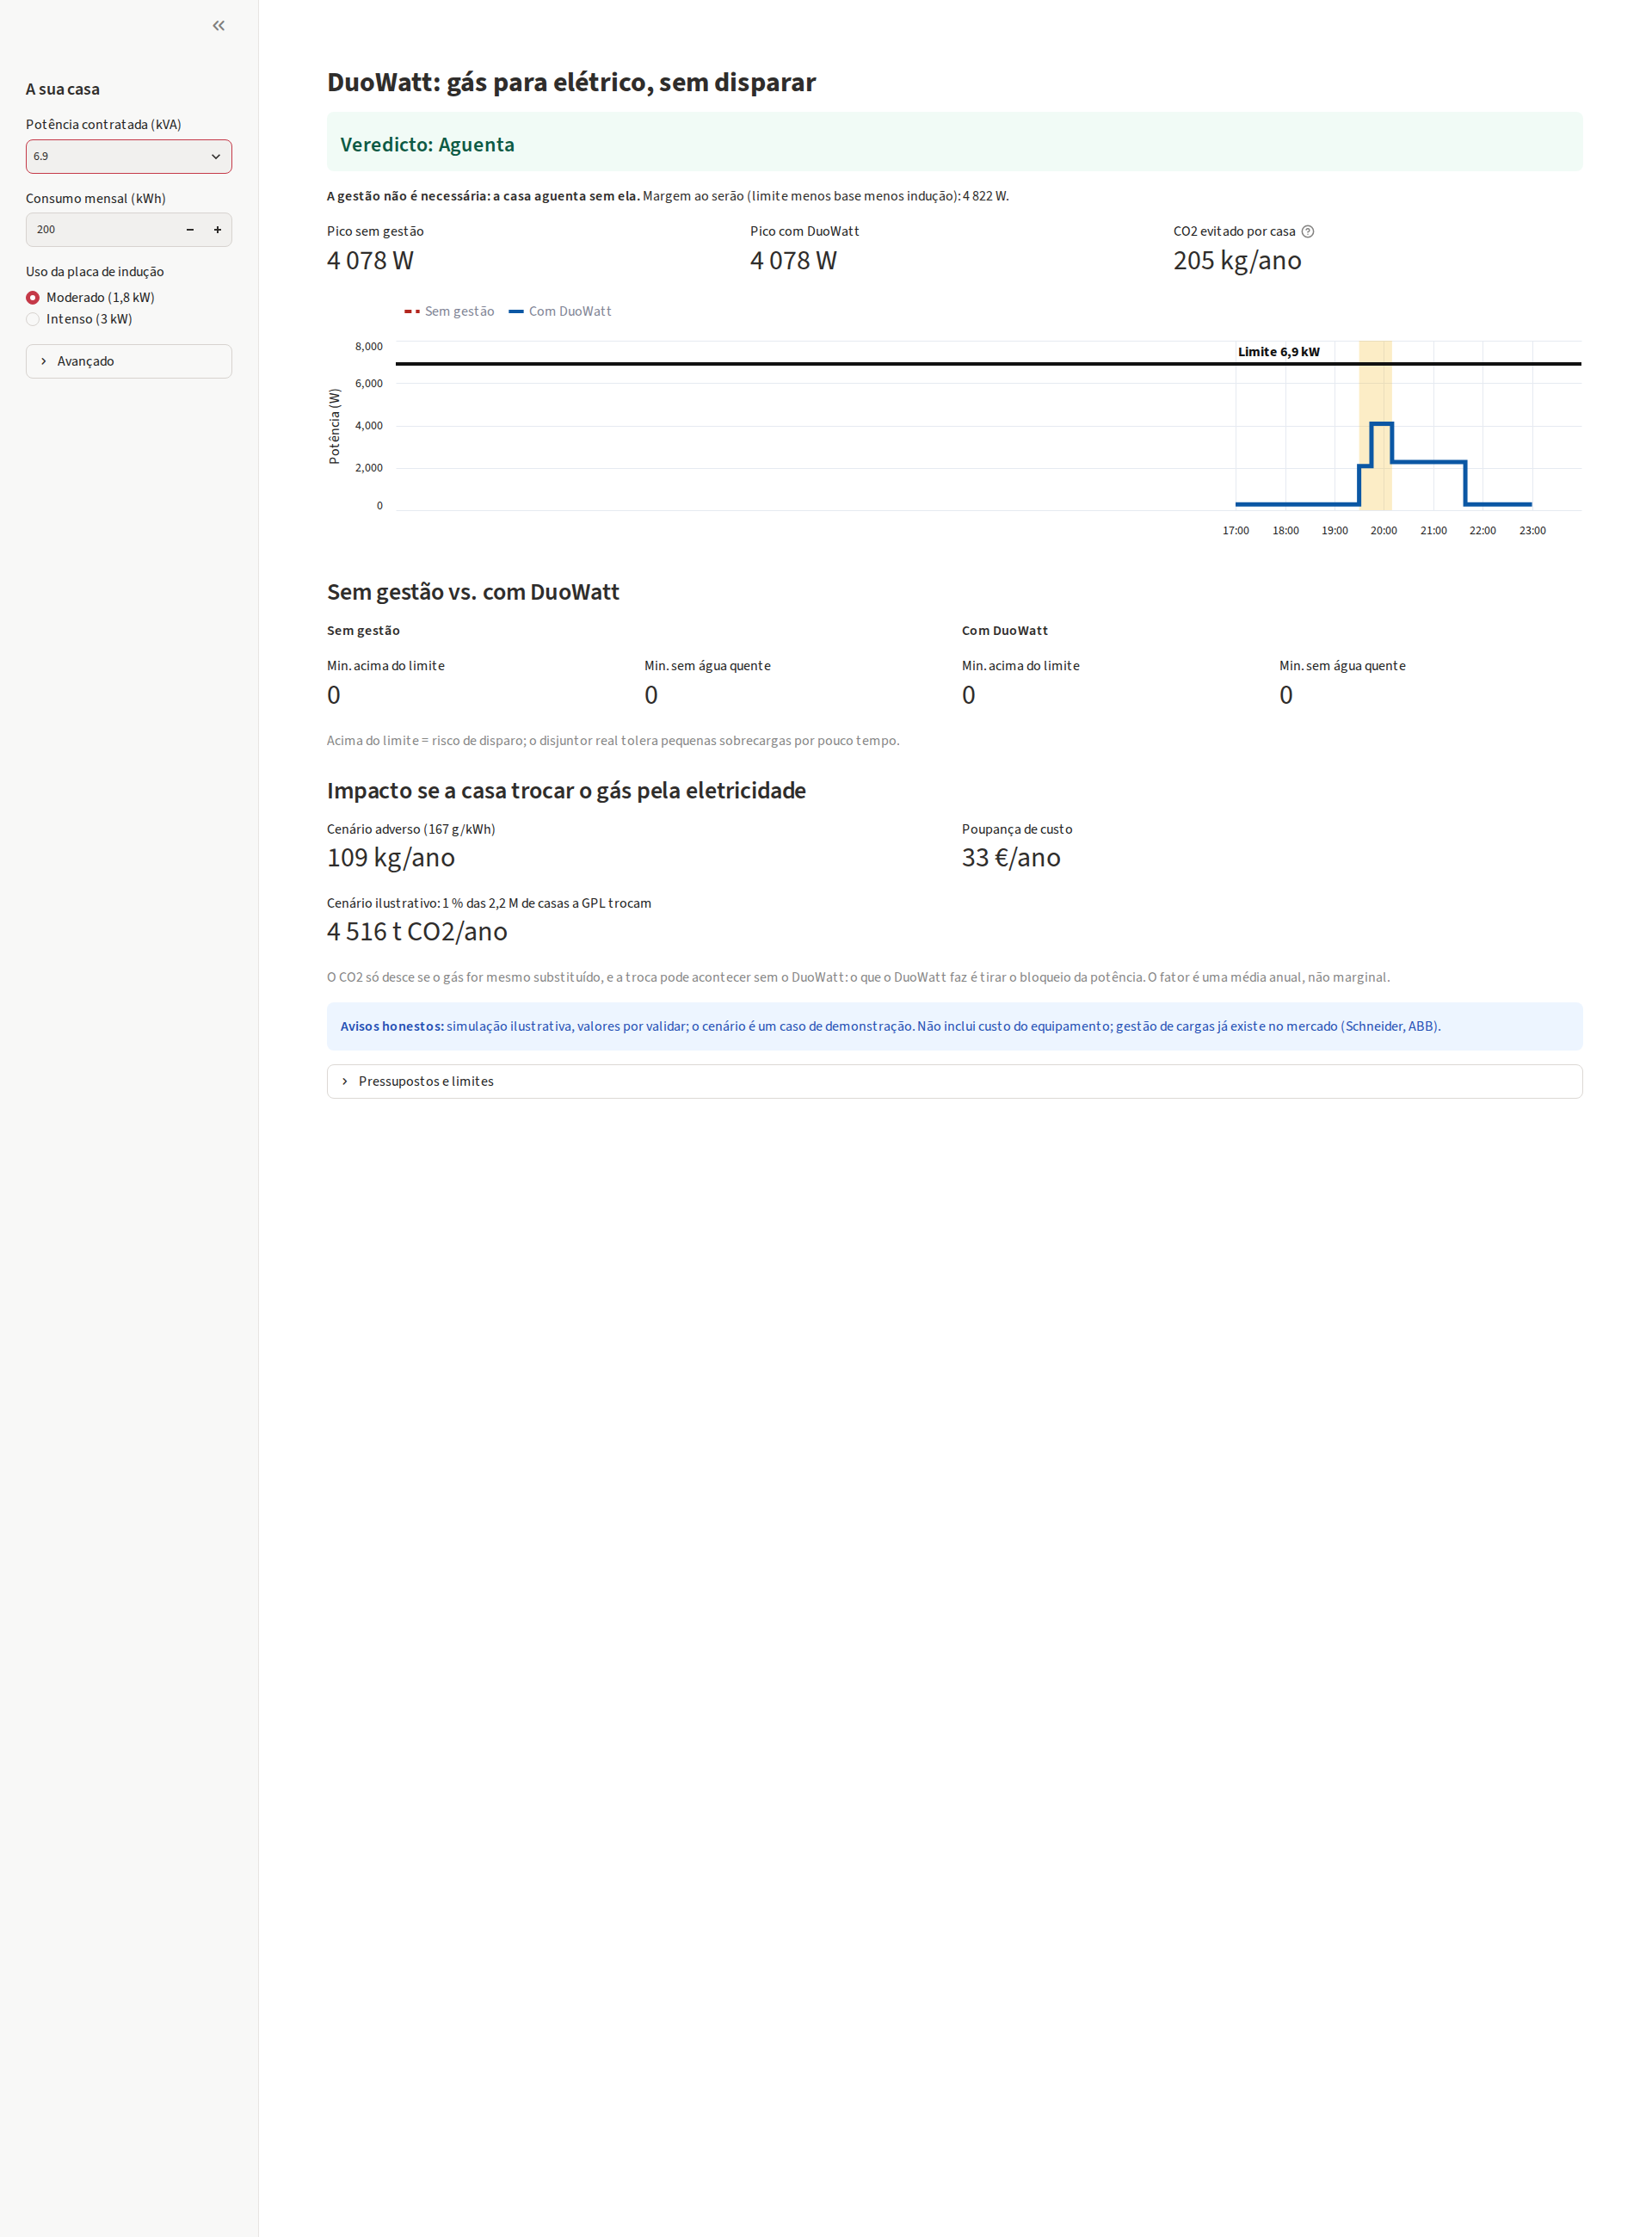 A sua casa
Potência contratada (kVA)
6.9
Consumo mensal (kWh)
200
Uso da placa de indução
Moderado (1,8 kW)
Intenso (3 kW)
Avançado
DuoWatt: gás para elétrico, sem disparar
Veredicto: Aguenta
A gestão não é necessária: a casa aguenta sem ela. Margem ao serão (limite menos base menos indução): 4 822 W.
Pico sem gestão
4 078 W
Pico com DuoWatt
4 078 W
CO2 evitado por casa
205 kg/ano
Sem gestão Com DuoWatt
Potência (W)
8,000
6,000
4,000
2,000
0
Limite 6,9 kW
17:00 18:00 19:00 20:00 21:00 22:00 23:00
Sem gestão vs. com DuoWatt
Sem gestão
Min. acima do limite
0
Min. sem água quente
0
Com DuoWatt
Min. acima do limite
0
Min. sem água quente
0
Acima do limite = risco de disparo; o disjuntor real tolera pequenas sobrecargas por pouco tempo.
Impacto se a casa trocar o gás pela eletricidade
Cenário adverso (167 g/kWh)
109 kg/ano
Poupança de custo
33 €/ano
Cenário ilustrativo: 1 % das 2,2 M de casas a GPL trocam
4 516 t CO2/ano
O CO2 só desce se o gás for mesmo substituído, e a troca pode acontecer sem o DuoWatt: o que o DuoWatt faz é tirar o bloqueio da potência. O fator é uma média anual, não marginal.
Avisos honestos: simulação ilustrativa, valores por validar; o cenário é um caso de demonstração. Não inclui custo do equipamento; gestão de cargas já existe no mercado (Schneider, ABB).
Pressupostos e limites